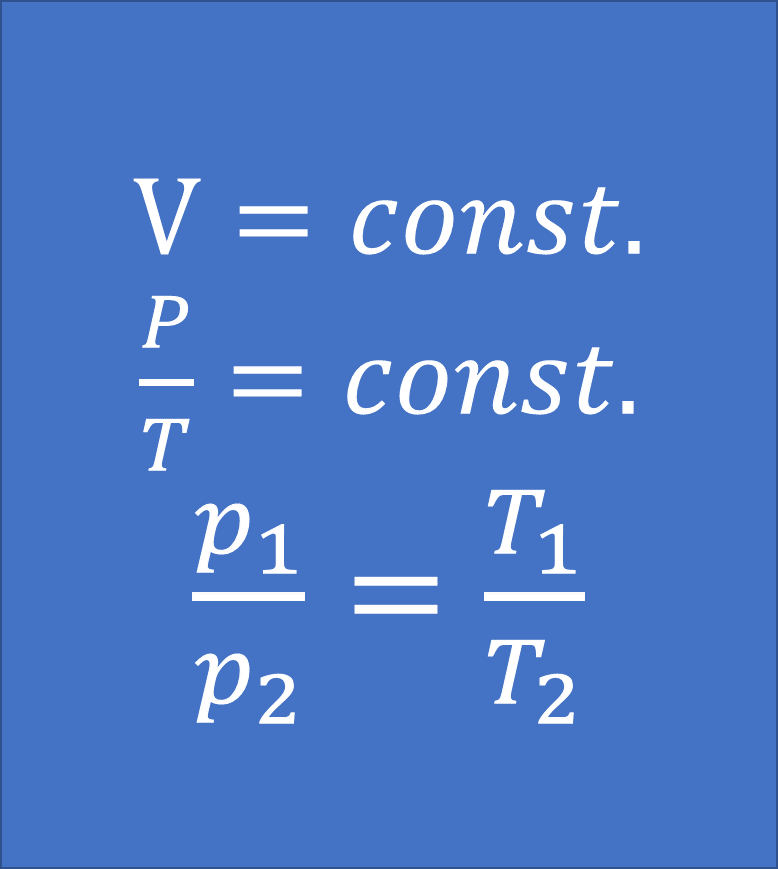 V = const.
P/T = const.
p₁/p₂ = T₁/T₂